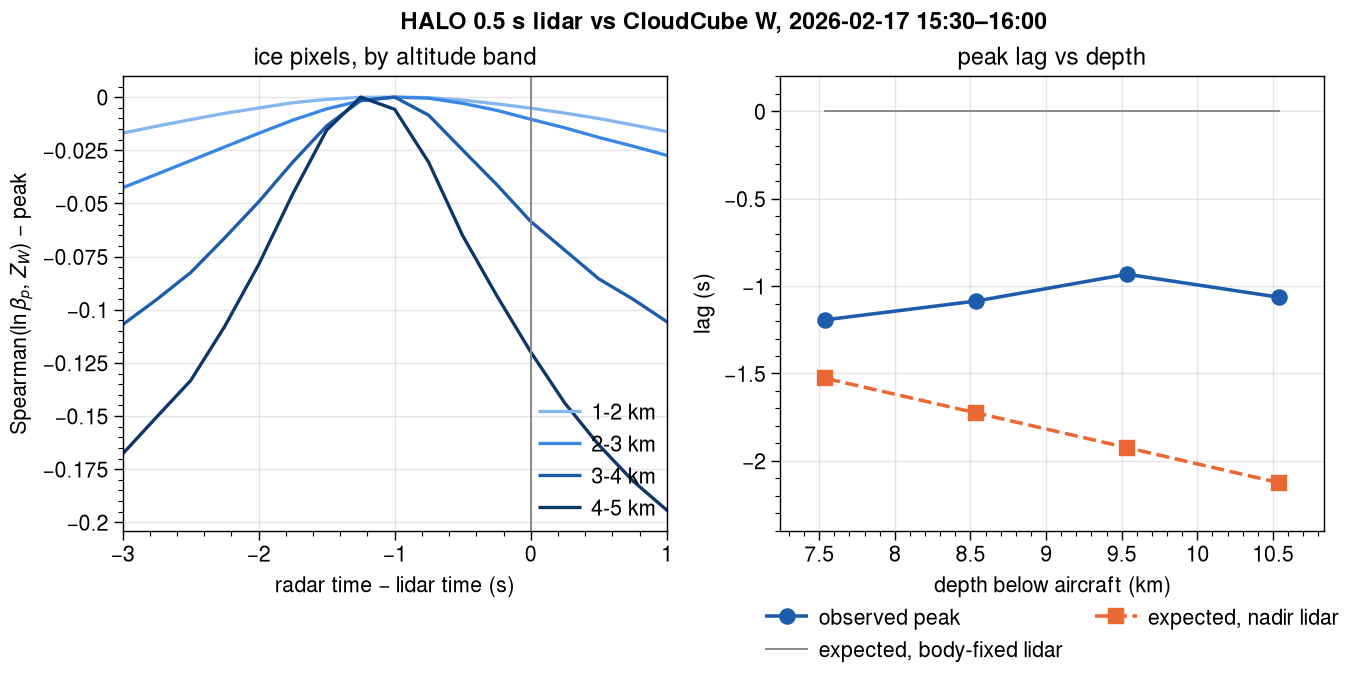 HALO 0.5 s lidar vs CloudCube W, 2026-02-17 15:30–16:00
ice pixels, by altitude band
0
−0.025
−0.05
−0.075
−0.1
−0.125
−0.15
−0.175
−0.2
Spearman(ln βp, ZW) − peak
−3
−2
−1
0
1
radar time − lidar time (s)
1-2 km
2-3 km
3-4 km
4-5 km
peak lag vs depth
0
−0.5
−1
−1.5
−2
lag (s)
7.5
8
8.5
9
9.5
10
10.5
depth below aircraft (km)
observed peak
expected, nadir lidar
expected, body-fixed lidar